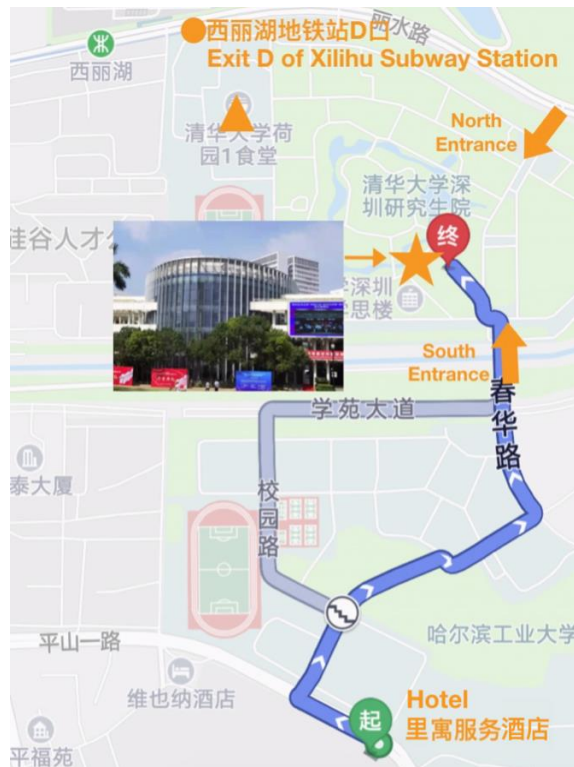 西丽湖地铁站D口
Exit D of Xilihu Subway Station
丽水路
西丽湖
North
Entrance
清华大学荷
园1食堂
清华大学深
圳研究生院
硅谷人才公
终
学深圳
学思楼
South
Entrance
春华路
学苑大道
泰大厦
校园路
平山一路
哈尔滨工业大学
维也纳酒店
起
Hotel
里寓服务酒店
平福苑